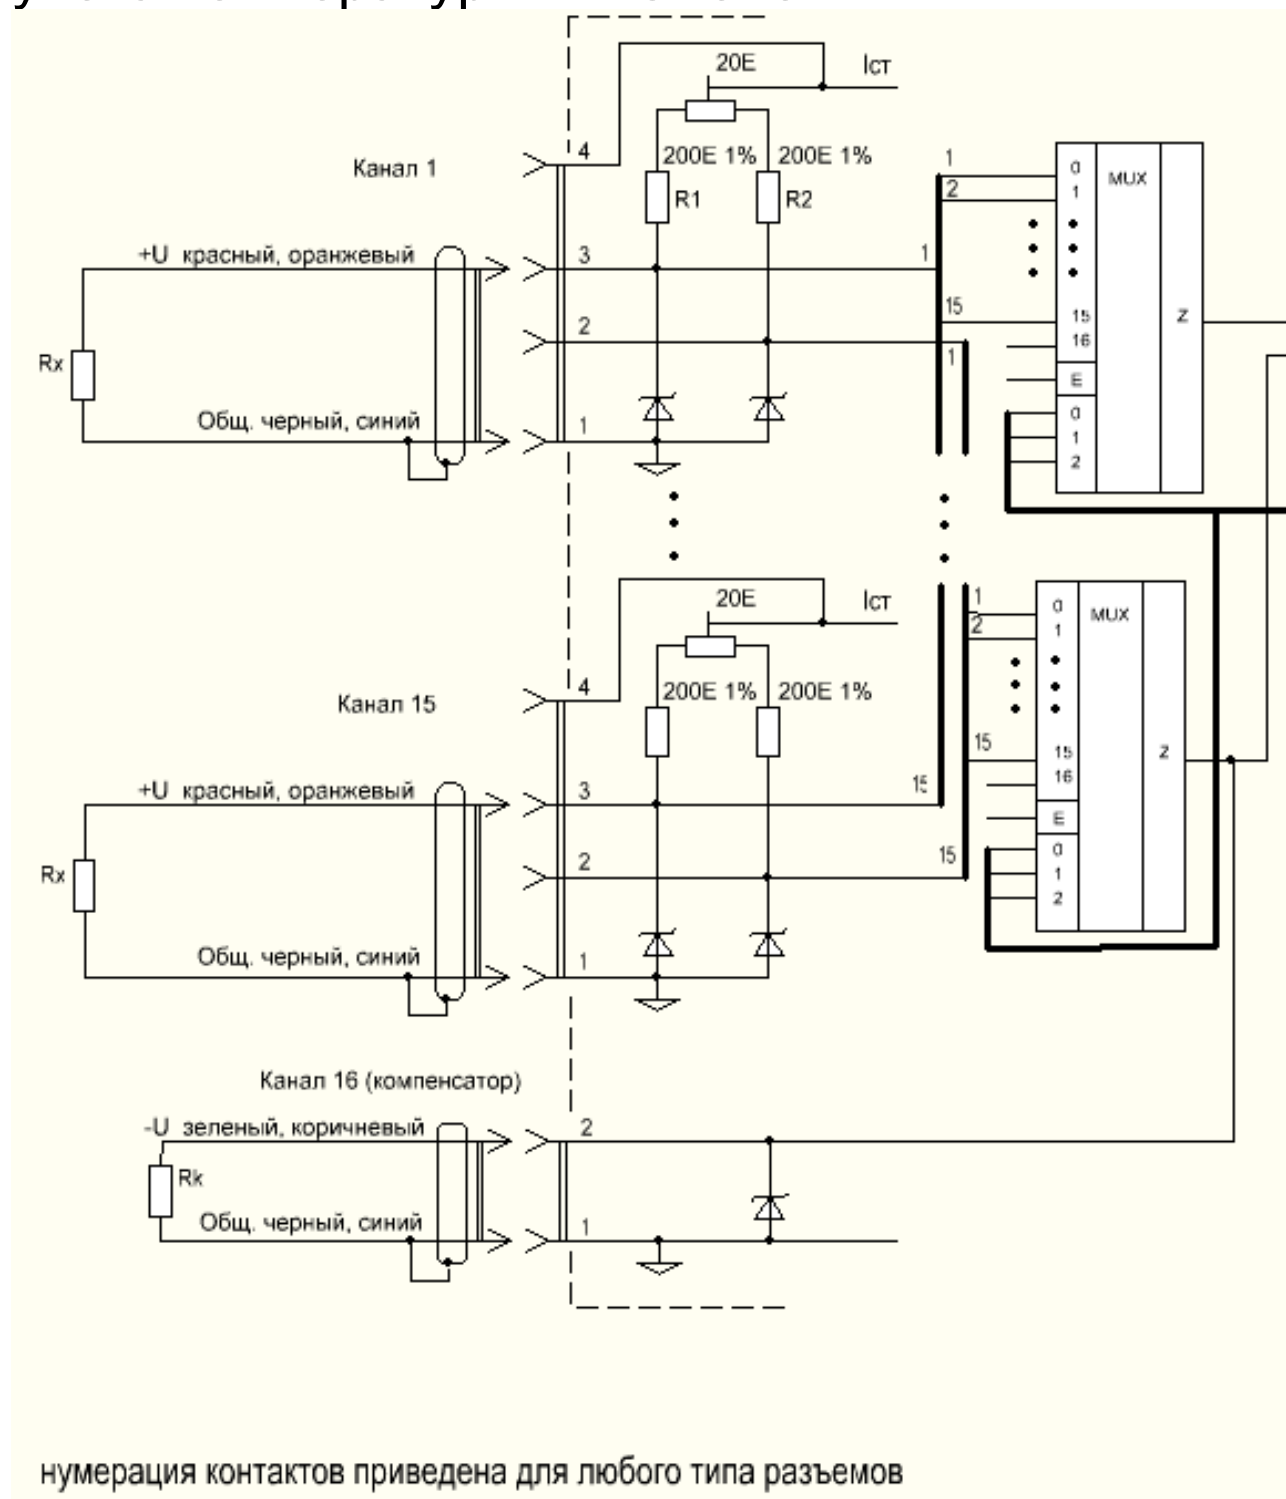 20E
Iст
4
Канал 1
200E 1%
200E 1%
R1
R2
+U красный, оранжевый
3
1
2
1
Rx
Общ. черный, синий
1
1
2
15
0
1
MUX
15
16
Z
E
0
1
2
20E
Iст
4
Канал 15
200E 1%
200E 1%
+U красный, оранжевый
3
15
2
15
Rx
Общ. черный, синий
1
1
2
15
0
1
MUX
15
16
Z
E
0
1
2
Канал 16 (компенсатор)
-U зеленый, коричневый
2
Rk
Общ. черный, синий
1
нумерация контактов приведена для любого типа разъемов